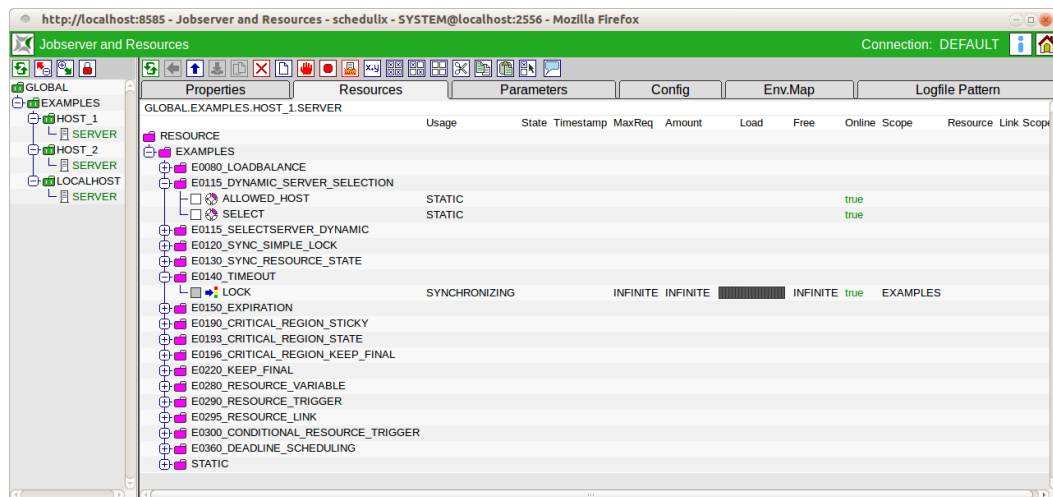 http://localhost:8585 - Jobserver and Resources - schedulix - SYSTEM@localhost:2556 - Mozilla Firefox
Jobserver and Resources Connection: DEFAULT
GLOBAL
EXAMPLES
HOST_1
SERVER
HOST_2
SERVER
LOCALHOST
SERVER
x,y
Properties Resources Parameters Config Env.Map Logfile Pattern
GLOBAL.EXAMPLES.HOST_1.SERVER
Usage State Timestamp MaxReq Amount Load Free Online Scope Resource Link Scope
RESOURCE
EXAMPLES
E0080_LOADBALANCE
E0115_DYNAMIC_SERVER_SELECTION
ALLOWED_HOST STATIC true
SELECT STATIC true
E0115_SELECTSERVER_DYNAMIC
E0120_SYNC_SIMPLE_LOCK
E0130_SYNC_RESOURCE_STATE
E0140_TIMEOUT
LOCK SYNCHRONIZING INFINITE INFINITE INFINITE true EXAMPLES
E0150_EXPIRATION
E0190_CRITICAL_REGION_STICKY
E0193_CRITICAL_REGION_STATE
E0196_CRITICAL_REGION_KEEP_FINAL
E0220_KEEP_FINAL
E0280_RESOURCE_VARIABLE
E0290_RESOURCE_TRIGGER
E0295_RESOURCE_LINK
E0300_CONDITIONAL_RESOURCE_TRIGGER
E0360_DEADLINE_SCHEDULING
STATIC